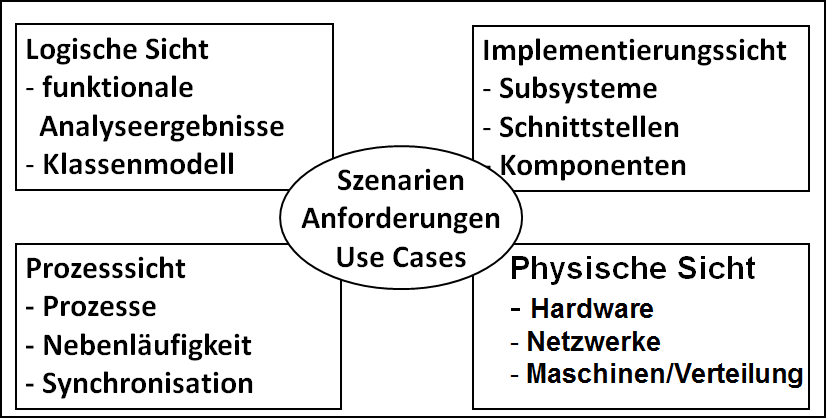 Logische Sicht
- funktionale
Analyseergebnisse
- Klassenmodell
Implementierungssicht
- Subsysteme
- Schnittstellen
- Komponenten
Szenarien
Anforderungen
Use Cases
Prozesssicht
- Prozesse
- Nebenläufigkeit
- Synchronisation
Physische Sicht
- Hardware
- Netzwerke
- Maschinen/Verteilung